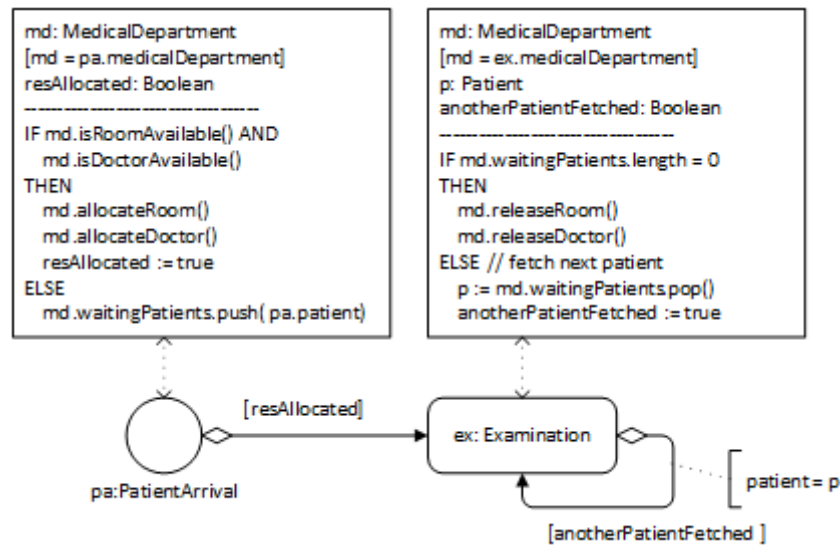 md: MedicalDepartment
[md = pa.medicalDepartment]
resAllocated: Boolean
------------------------------------
IF md.isRoomAvailable() AND
md.isDoctorAvailable()
THEN
md.allocateRoom()
md.allocateDoctor()
resAllocated := true
ELSE
md.waitingPatients.push( pa.patient)
md: MedicalDepartment
[md = ex.medicalDepartment]
p: Patient
anotherPatientFetched: Boolean
------------------------------------
IF md.waitingPatients.length = 0
THEN
md.releaseRoom()
md.releaseDoctor()
ELSE // fetch next patient
p := md.waitingPatients.pop()
anotherPatientFetched := true
[resAllocated]
pa:PatientArrival
ex: Examination
patient = p
[anotherPatientFetched ]